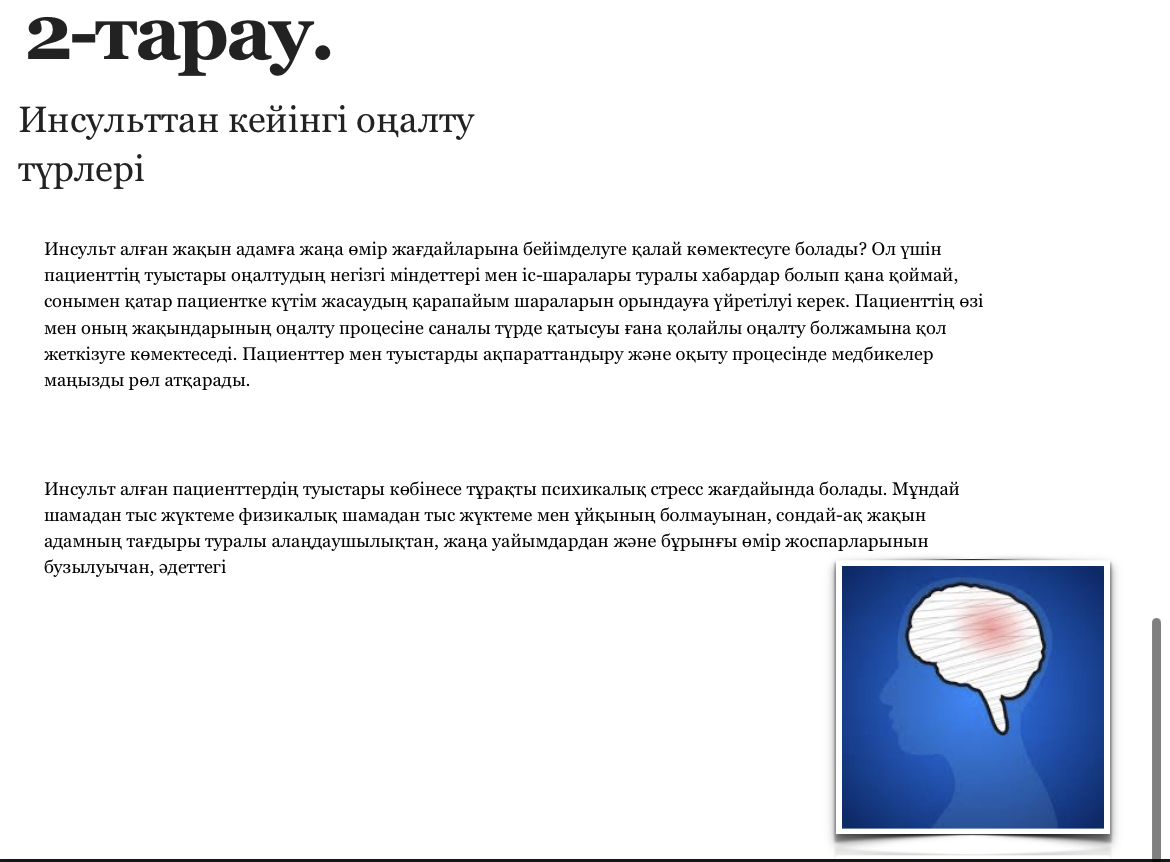 2-тарау.
Инсульттан кейінгі оңалту
түрлері
Инсульт алған жақын адамға жаңа өмір жағдайларына бейімделуге қалай көмектесуге болады? Ол үшін
пациенттің туыстары оңалтудың негізгі міндеттері мен іс-шаралары туралы хабардар болып қана қоймай,
сонымен қатар пациентке күтім жасаудың қарапайым шараларын орындауға үйретілуі керек. Пациенттің өзі
мен оның жақындарының оңалту процесіне саналы түрде қатысуы ғана қолайлы оңалту болжамына қол
жеткізуге көмектеседі. Пациенттер мен туыстарды ақпараттандыру және оқыту процесінде медбикелер
маңызды рөл атқарады.
Инсульт алған пациенттердің туыстары көбінесе тұрақты психикалық стресс жағдайында болады. Мұндай
шамадан тыс жүктеме физикалық шамадан тыс жүктеме мен ұйқының болмауынан, сондай-ақ жақын
адамның тағдыры туралы алаңдаушылықтан, жаңа уайымдардан және бұрынғы өмір жоспарларынын
бузылуычан, әдеттегі